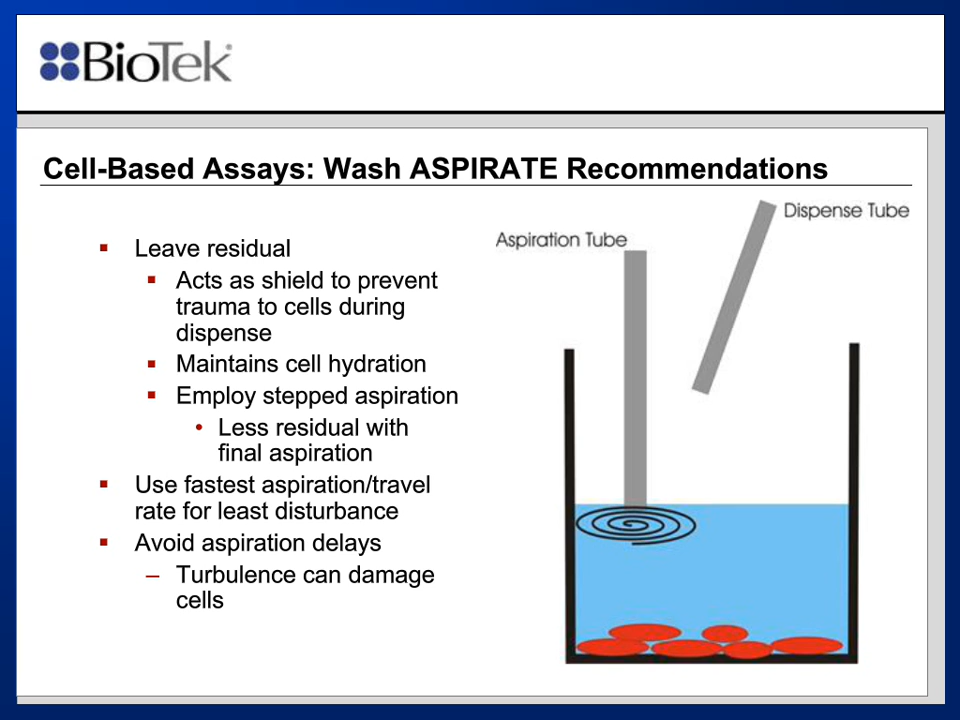 BioTek
Cell-Based Assays: Wash ASPIRATE Recommendations
▪ Leave residual
▪ Acts as shield to prevent
trauma to cells during
dispense
▪ Maintains cell hydration
▪ Employ stepped aspiration
• Less residual with
final aspiration
▪ Use fastest aspiration/travel
rate for least disturbance
▪ Avoid aspiration delays
– Turbulence can damage
cells
Aspiration Tube
Dispense Tube